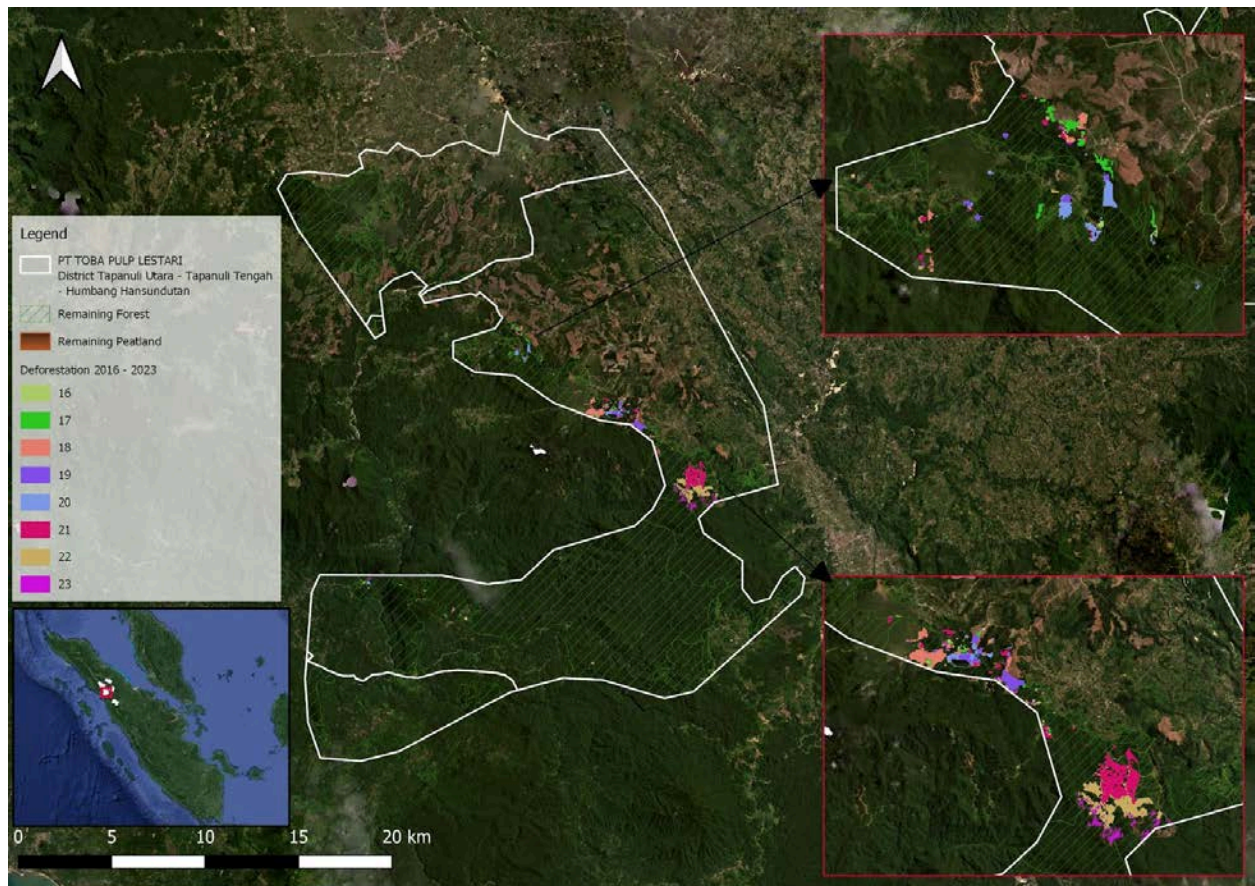 Legend
PT TOBA PULP LESTARI
District Tapanuli Utara - Tapanuli Tengah
- Humbang Hansundutan
Remaining Forest
Remaining Peatland
Deforestation 2016 - 2023
16
17
18
19
20
21
22
23
0 5 10 15 20 km